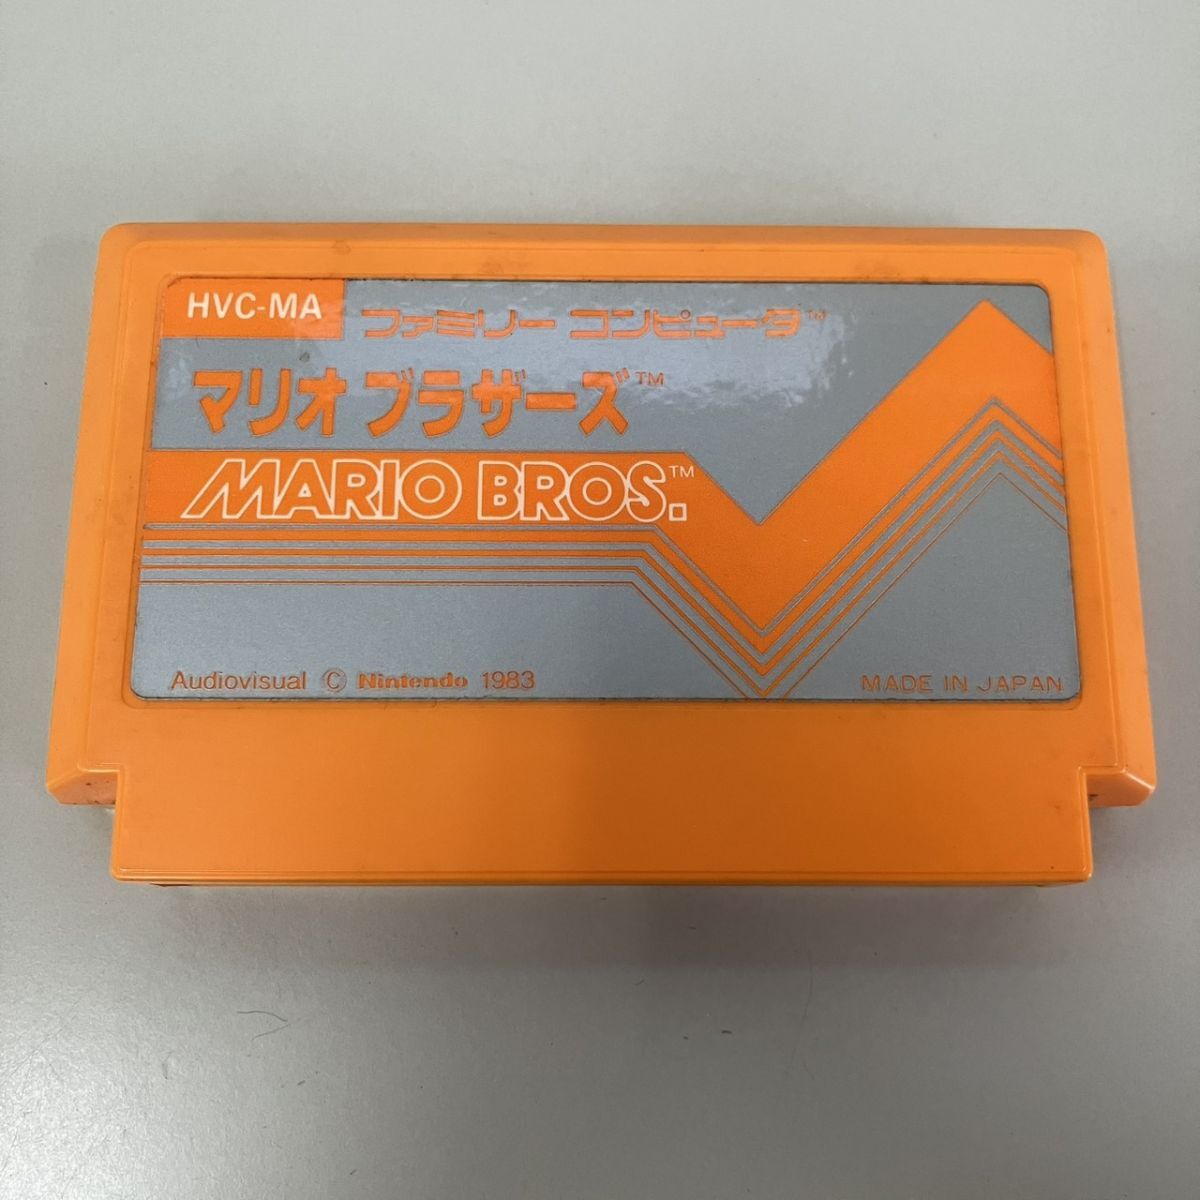 HVC-MA
ファミリー コンピュータ™
マリオ ブラザーズ™
MARIO BROS.™
Audiovisual © Nintendo 1983
MADE IN JAPAN